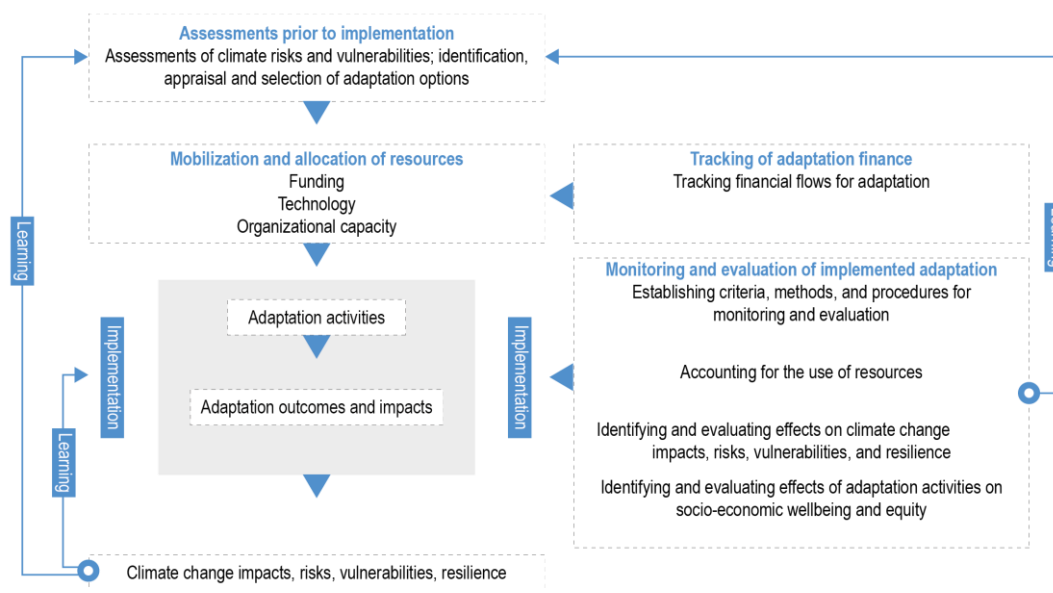 Assessments prior to implementation
Assessments of climate risks and vulnerabilities; identification,
appraisal and selection of adaptation options
Mobilization and allocation of resources
Funding
Technology
Organizational capacity
Tracking of adaptation finance
Tracking financial flows for adaptation
Learning
Monitoring and evaluation of implemented adaptation
Establishing criteria, methods, and procedures for
monitoring and evaluation
Accounting for the use of resources
Identifying and evaluating effects on climate change
impacts, risks, vulnerabilities, and resilience
Identifying and evaluating effects of adaptation activities on
socio-economic wellbeing and equity
Implementation
Adaptation activities
Adaptation outcomes and impacts
Implementation
Learning
Climate change impacts, risks, vulnerabilities, resilience